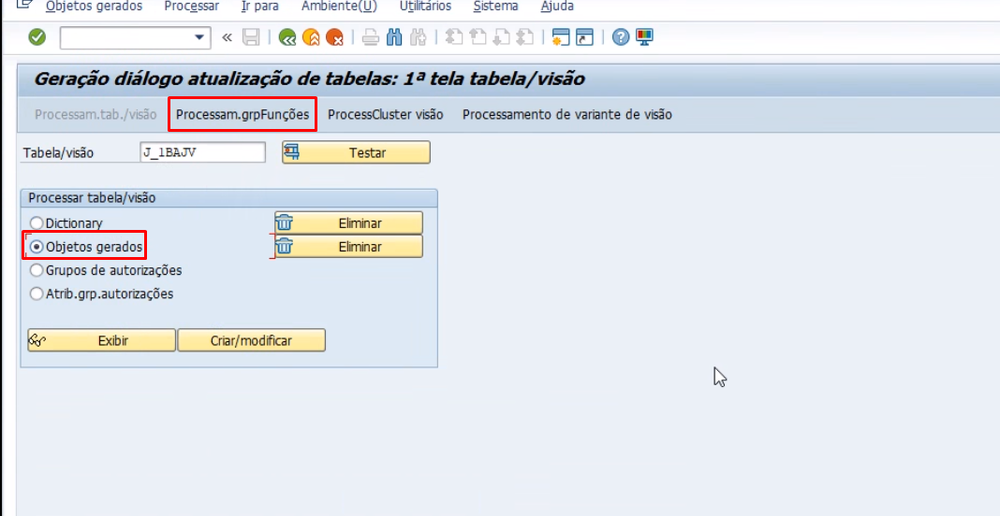 Objetos gerados Processar Ir para Ambiente(U) Utilitários Sistema Ajuda
Geração diálogo atualização de tabelas: 1ª tela tabela/visão
Processam.tab./visão Processam.grpFunções ProcessCluster visão Processamento de variante de visão
Tabela/visão J_1BAJV Testar
Processar tabela/visão
Dictionary Eliminar
Objetos gerados Eliminar
Grupos de autorizações
Atrib.grp.autorizações
Exibir Criar/modificar